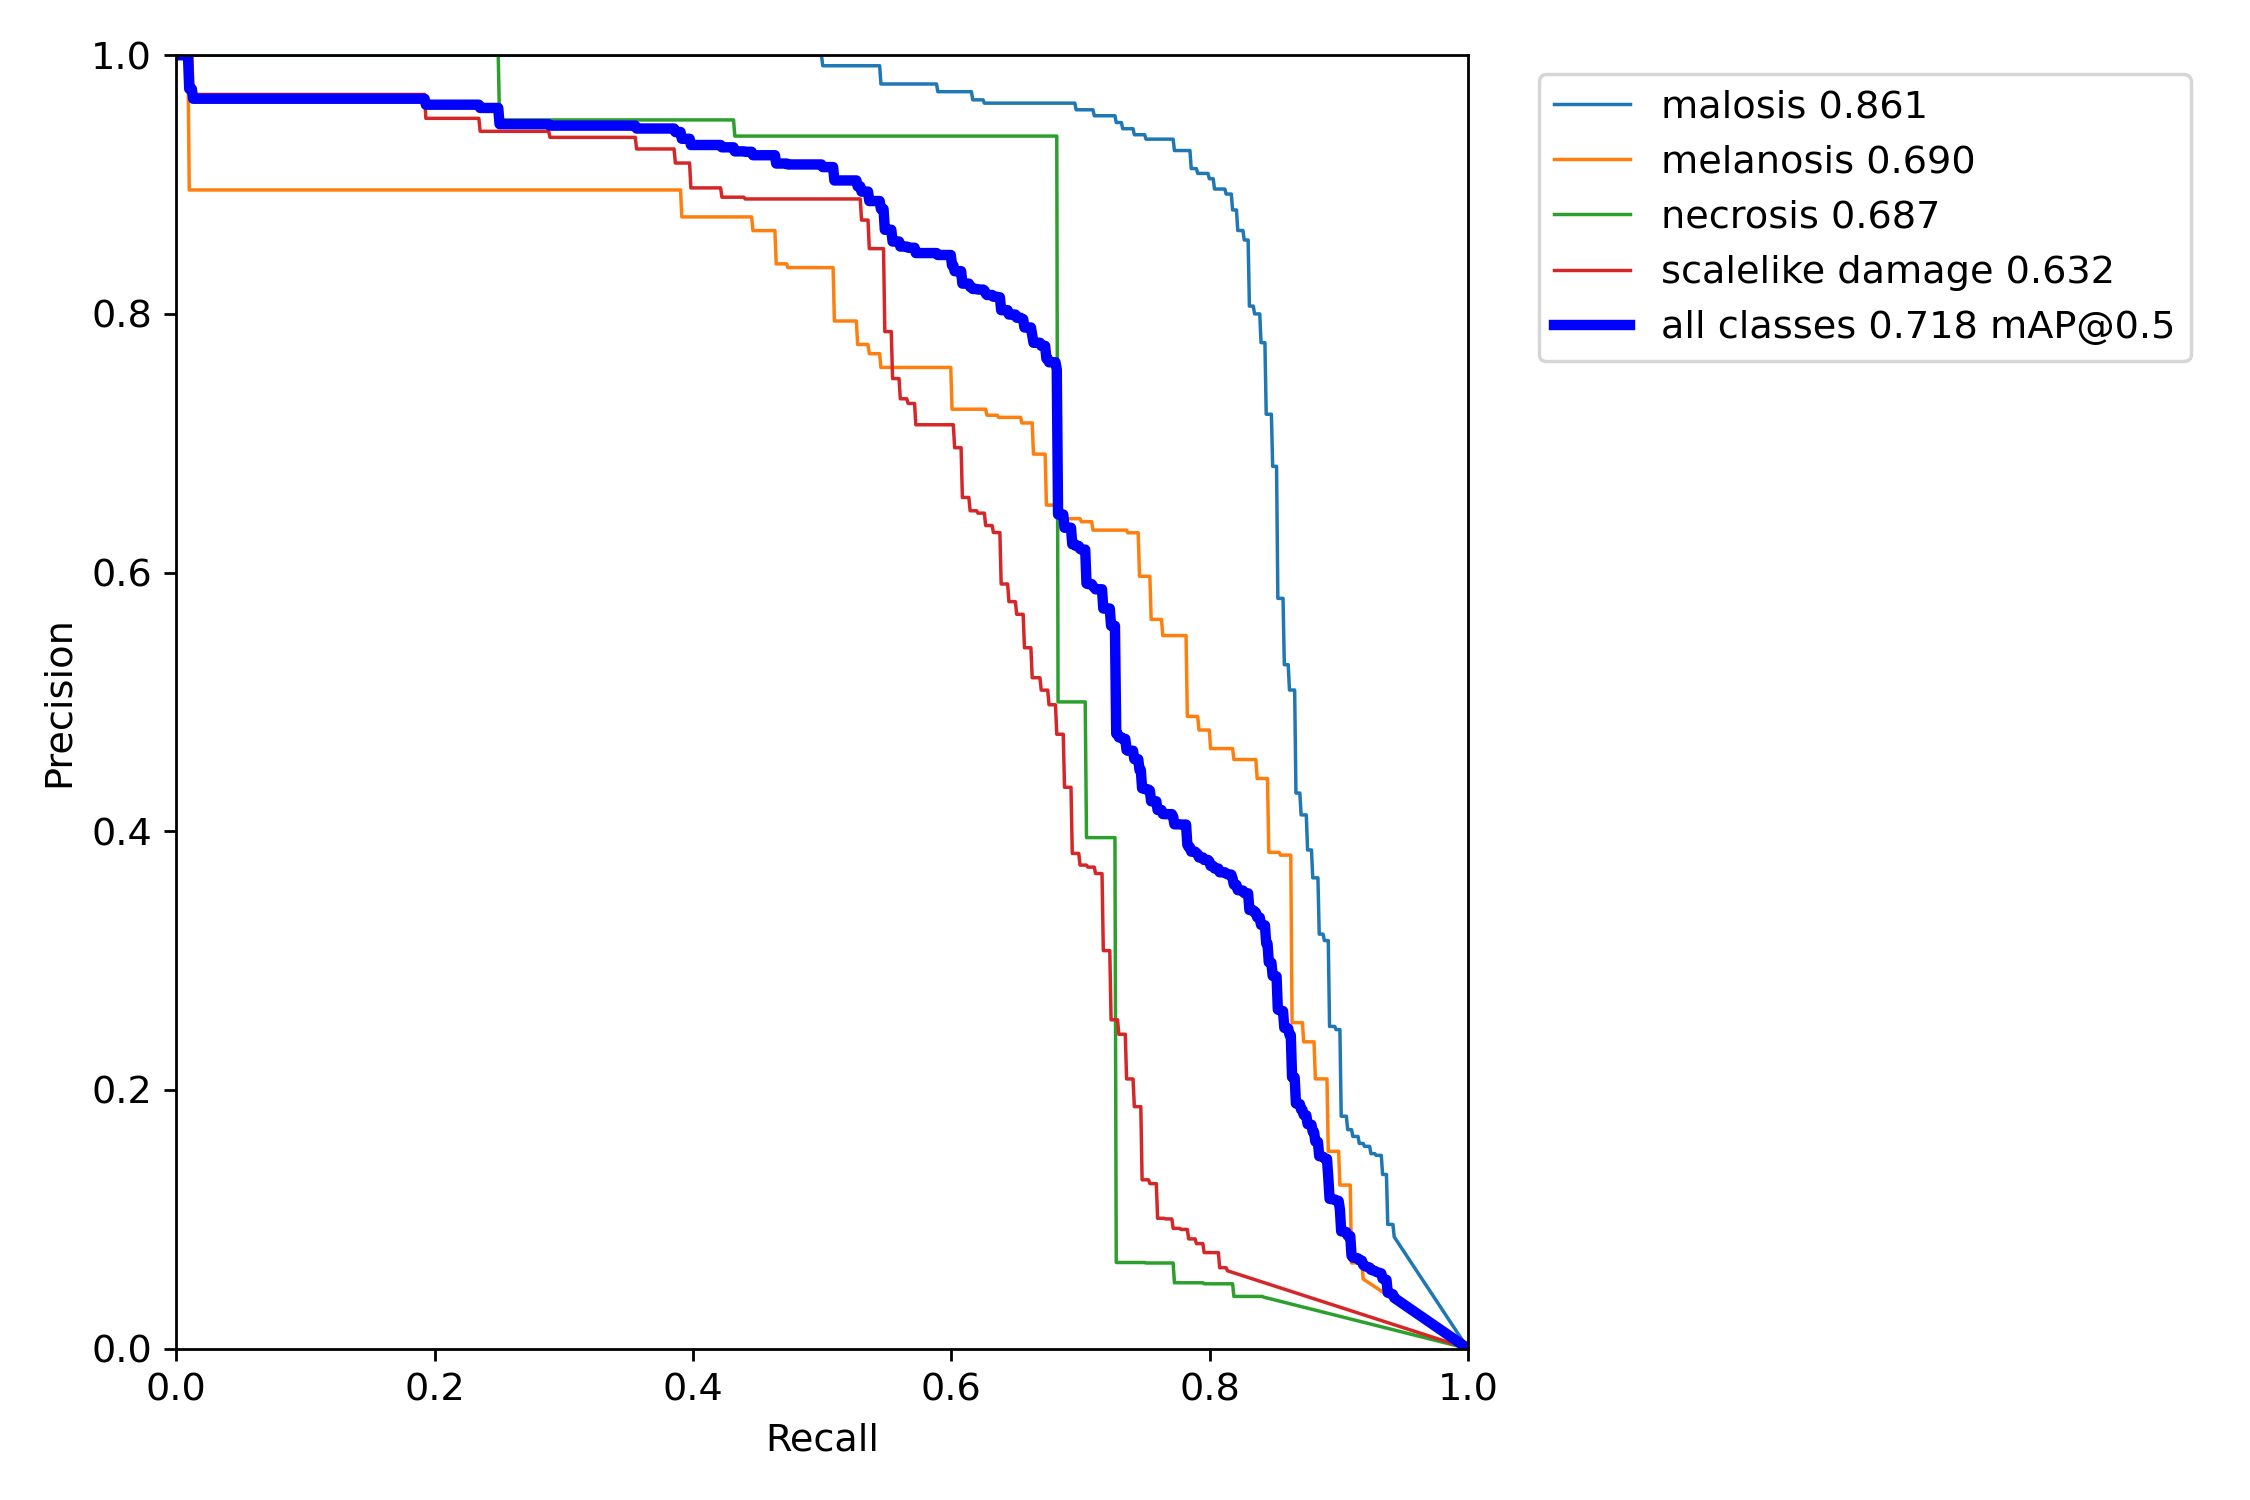 1.0
0.8
0.6
0.4
0.2
0.0
Precision
0.0 0.2 0.4 0.6 0.8 1.0
Recall
malosis 0.861
melanosis 0.690
necrosis 0.687
scalelike damage 0.632
all classes 0.718 mAP@0.5